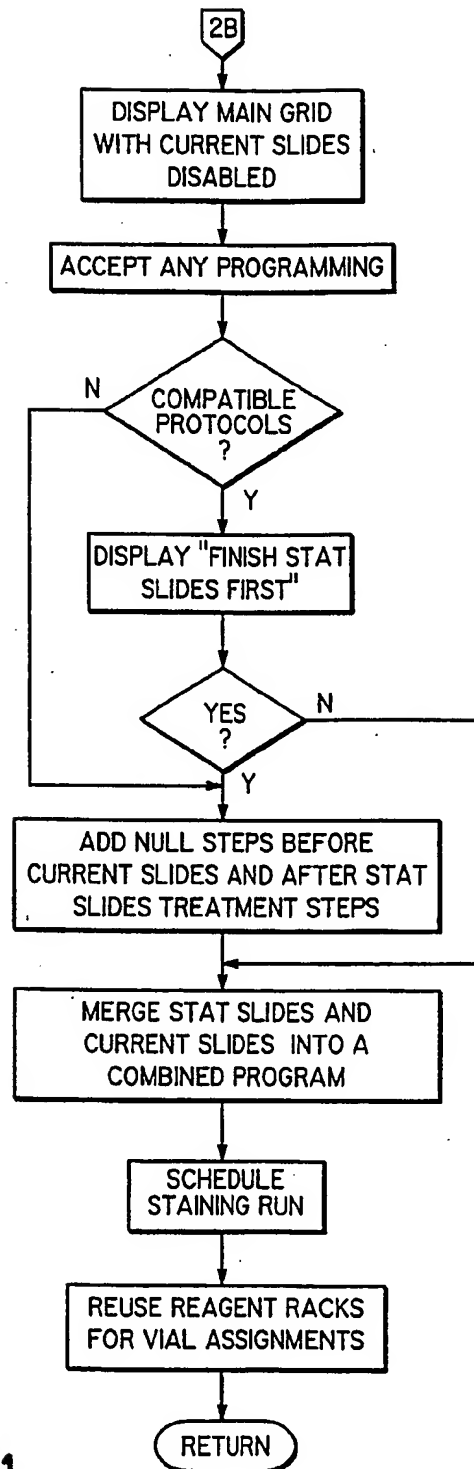 2B
DISPLAY MAIN GRID
WITH CURRENT SLIDES
DISABLED
ACCEPT ANY PROGRAMMING
N
COMPATIBLE
PROTOCOLS
?
Y
DISPLAY "FINISH STAT
SLIDES FIRST"
YES
?
N
Y
ADD NULL STEPS BEFORE
CURRENT SLIDES AND AFTER STAT
SLIDES TREATMENT STEPS
MERGE STAT SLIDES AND
CURRENT SLIDES INTO A
COMBINED PROGRAM
SCHEDULE
STAINING RUN
REUSE REAGENT RACKS
FOR VIAL ASSIGNMENTS
RETURN